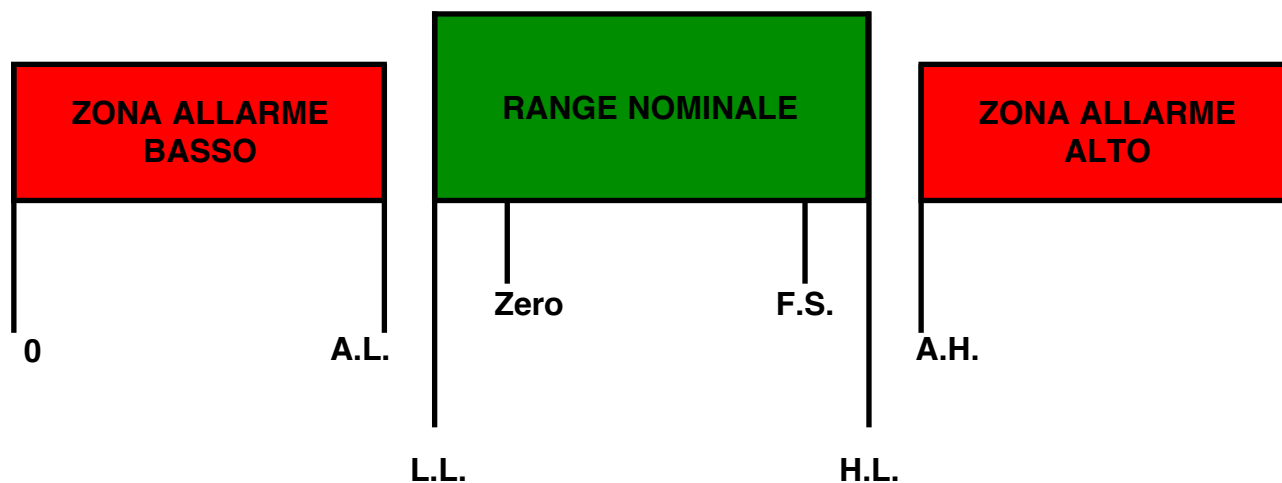 ZONA ALLARME
BASSO
RANGE NOMINALE
ZONA ALLARME
ALTO
Zero
F.S.
0
A.L.
A.H.
L.L.
H.L.